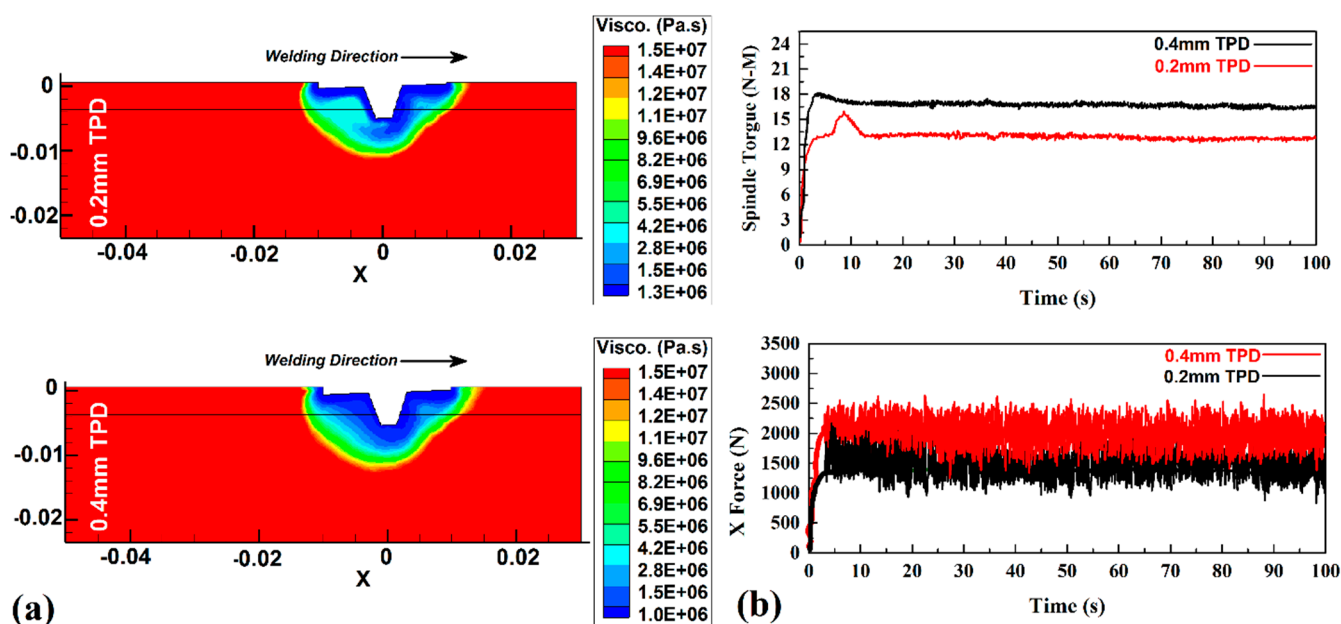 Welding Direction
0
-0.01
-0.02
0.2mm TPD
-0.04
-0.02
0
0.02
X
Visco. (Pa.s)
1.5E+07
1.4E+07
1.2E+07
1.1E+07
9.6E+06
8.2E+06
6.9E+06
5.5E+06
4.2E+06
2.8E+06
1.5E+06
1.3E+06
Welding Direction
0
-0.01
-0.02
0.4mm TPD
-0.04
-0.02
0
0.02
X
Visco. (Pa.s)
1.5E+07
1.4E+07
1.2E+07
1.1E+07
9.6E+06
8.2E+06
6.9E+06
5.5E+06
4.2E+06
2.8E+06
1.5E+06
1.0E+06
(a)
24
21
18
15
12
9
6
3
0
Spindle Torgue (N-M)
0.4mm TPD
0.2mm TPD
0 10 20 30 40 50 60 70 80 90 100
Time (s)
3500
3000
2500
2000
1500
1000
500
0
X Force (N)
0.4mm TPD
0.2mm TPD
0 10 20 30 40 50 60 70 80 90 100
Time (s)
(b)